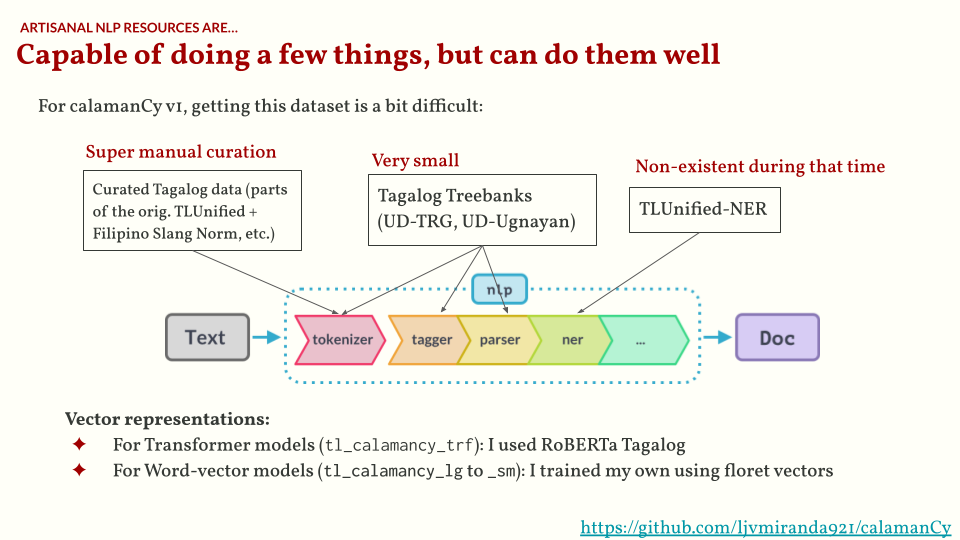 ARTISANAL NLP RESOURCES ARE...
Capable of doing a few things, but can do them well
For calamanCy v1, getting this dataset is a bit difficult:
Super manual curation
Very small
Non-existent during that time
Curated Tagalog data (parts
of the orig. TLUnified +
Filipino Slang Norm, etc.)
Tagalog Treebanks
(UD-TRG, UD-Ugnayan)
TLUnified-NER
nlp
Text
tokenizer
tagger
parser
ner
...
Doc
Vector representations:
✦ For Transformer models (tl_calamancy_trf): I used RoBERTa Tagalog
✦ For Word-vector models (tl_calamancy_lg to _sm): I trained my own using floret vectors
https://github.com/ljvmiranda921/calamanCy